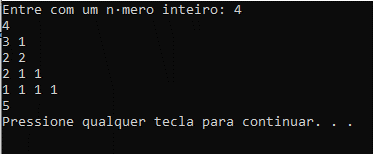 Entre com um n·mero inteiro: 4
4
3 1
2 2
2 1 1
1 1 1 1
5
Pressione qualquer tecla para continuar. . .